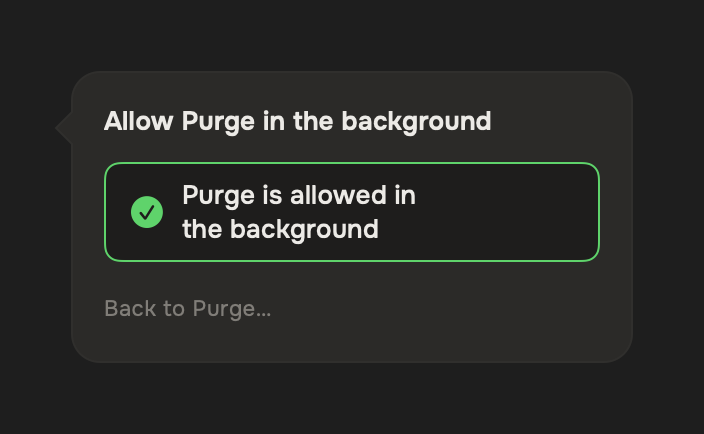 Allow Purge in the background
Purge is allowed in
the background
Back to Purge...